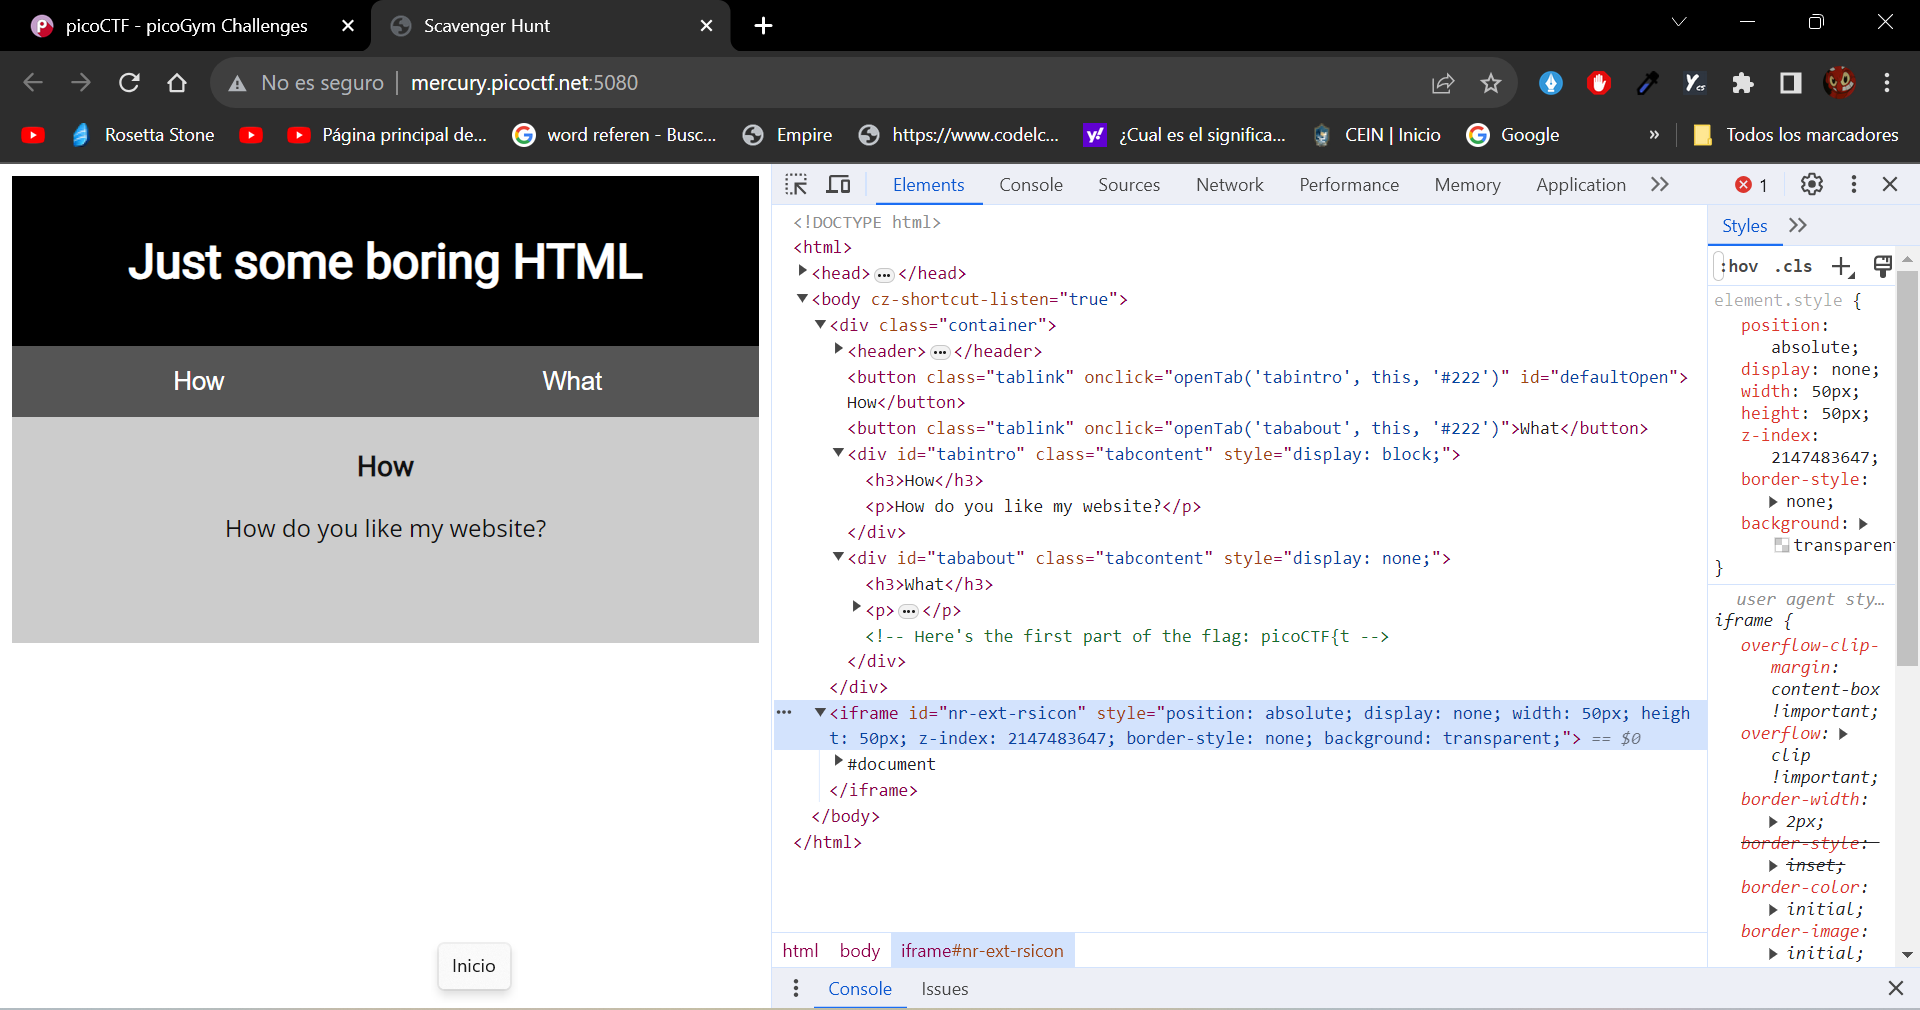 picoCTF - picoGym Challenges
Scavenger Hunt
No es seguro
mercury.picoctf.net:5080
Rosetta Stone
Página principal de...
word referen - Busc...
Empire
https://www.codelc...
¿Cual es el significa...
CEIN | Inicio
Google
»
Todos los marcadores
Just some boring HTML
How
What
How
How do you like my website?
Inicio
Elements
Console
Sources
Network
Performance
Memory
Application
1
<!DOCTYPE html>
<html>
<head> ... </head>
<body cz-shortcut-listen="true">
<div class="container">
<header> ... </header>
<button class="tablink" onclick="openTab('tabintro', this, '#222')" id="defaultOpen">
How</button>
<button class="tablink" onclick="openTab('tababout', this, '#222')">What</button>
<div id="tabintro" class="tabcontent" style="display: block;">
<h3>How</h3>
<p>How do you like my website?</p>
</div>
<div id="tababout" class="tabcontent" style="display: none;">
<h3>What</h3>
<p> ... </p>
<!-- Here's the first part of the flag: picoCTF{t -->
</div>
</div>
<iframe id="nr-ext-rsicon" style="position: absolute; display: none; width: 50px; heigh
t: 50px; z-index: 2147483647; border-style: none; background: transparent;"> == $0
#document
</iframe>
</body>
</html>
html
body
iframe#nr-ext-rsicon
Console
Issues
Styles
:hov
.cls
element.style {
position:
absolute;
display: none;
width: 50px;
height: 50px;
z-index:
2147483647;
border-style:
none;
background:
transparen
}
user agent sty...
iframe {
overflow-clip-
margin:
content-box
!important;
overflow:
clip
!important;
border-width:
2px;
border-style:
inset;
border-color:
initial;
border-image:
initial;